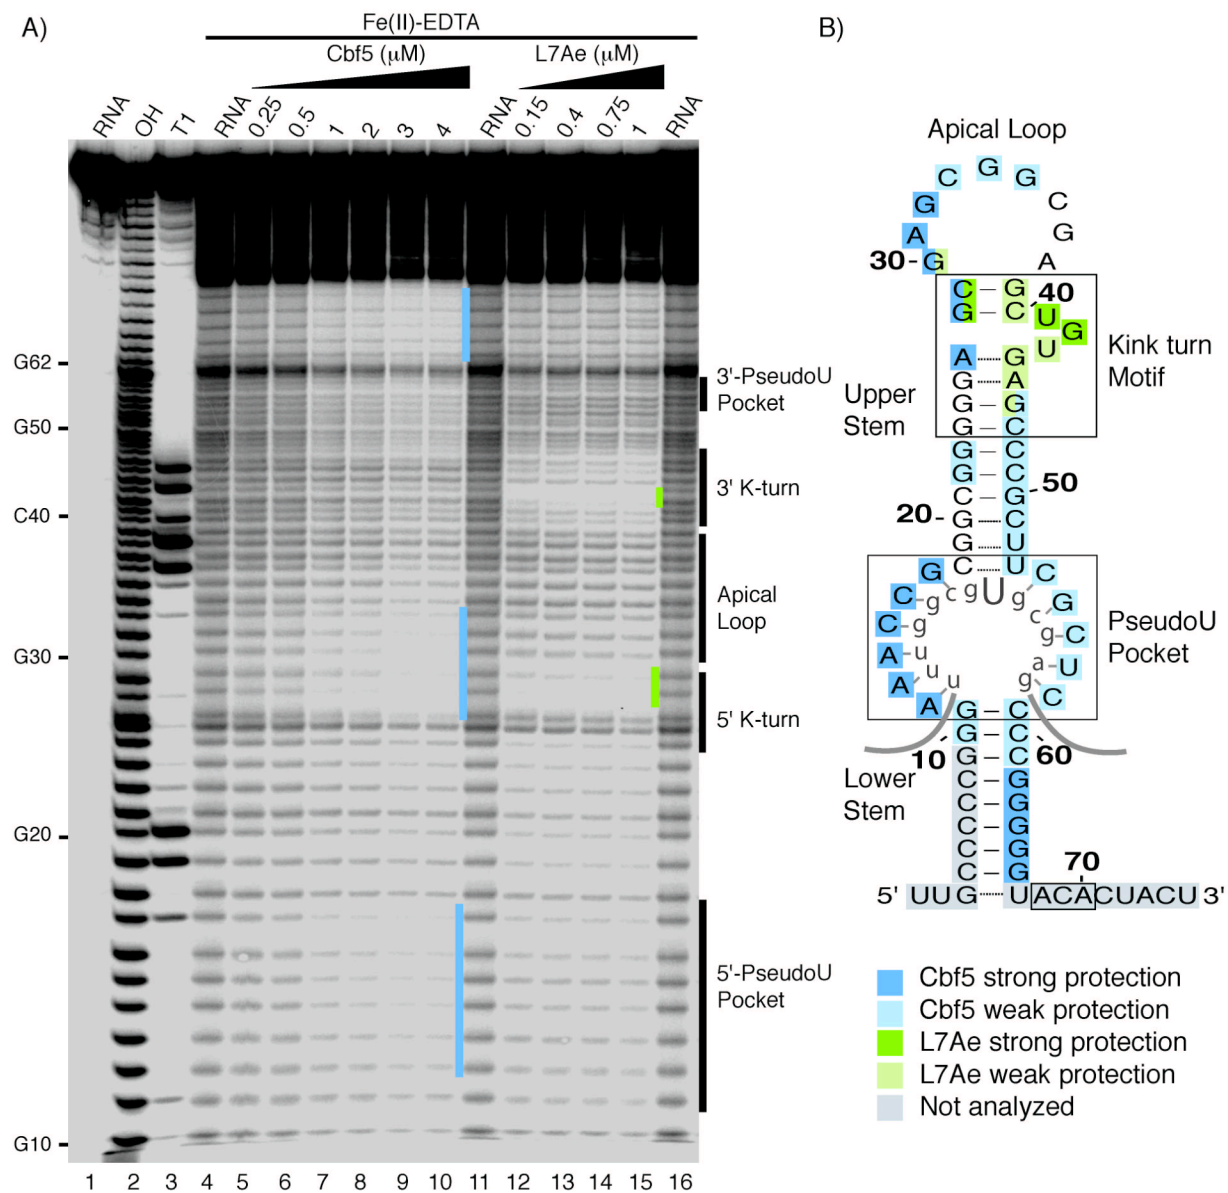 A)
Fe(II)-EDTA
Cbf5 (μM)
L7Ae (μM)
RNA OH T1 RNA 0.25 0.5 1 2 3 4 RNA 0.15 0.4 0.75 1 RNA
G62
G50
C40
G30
G20
G10
3'-PseudoU
Pocket
3' K-turn
Apical
Loop
5' K-turn
5'-PseudoU
Pocket
1 2 3 4 5 6 7 8 9 10 11 12 13 14 15 16
B)
Apical Loop
C G G
G C
A G
30 G A
C G 40
G C U
G
A G U
G A
G G
G C
G C
G C
C G 50
20 G C
G U
C U
Kink turn
Motif
Upper
Stem
G c g U g C
C g c G
C g g C
A u a U
A u g C
A u
PseudoU
Pocket
G C
10 G C 60
G C
C G
C G
C G
C G
C G
Lower
Stem
70
5' UUG UACACUACU 3'
Cbf5 strong protection
Cbf5 weak protection
L7Ae strong protection
L7Ae weak protection
Not analyzed